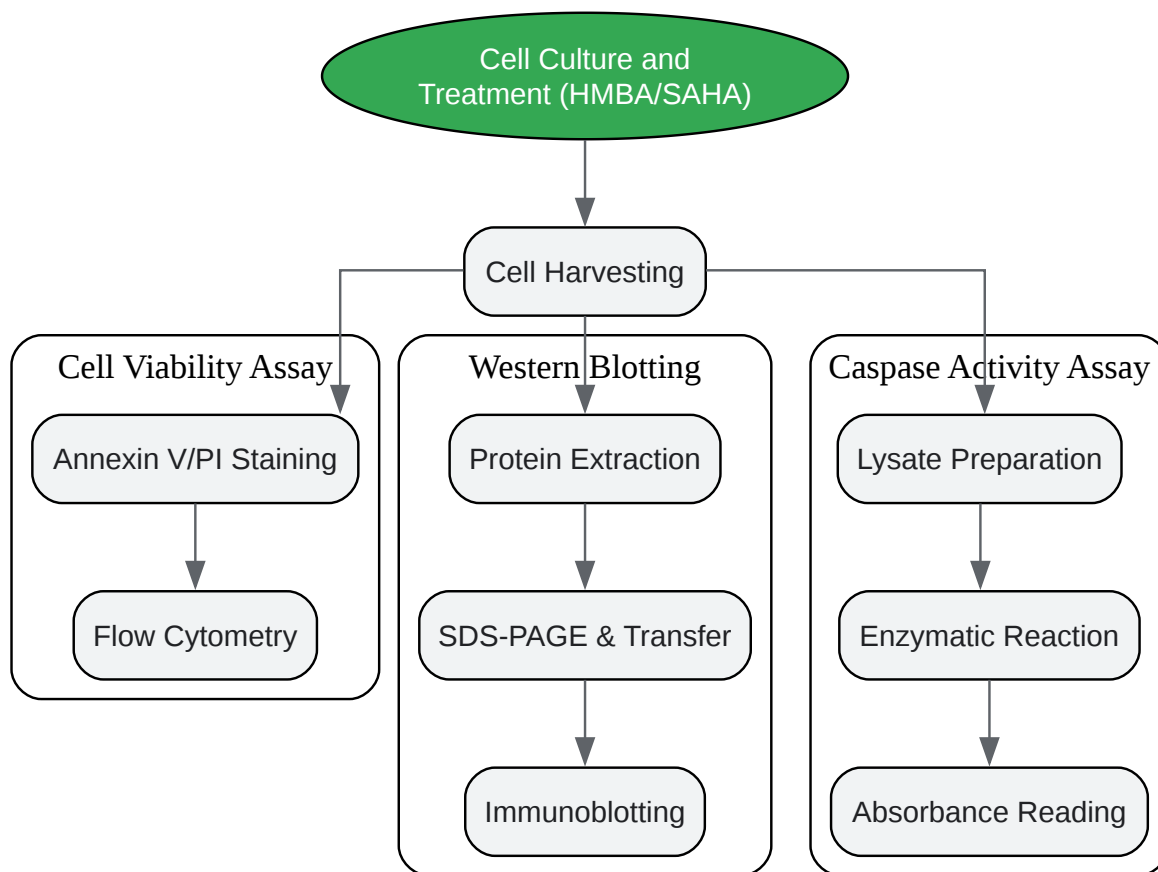 Cell Culture and
Treatment (HMBA/SAHA)
Cell Harvesting
Cell Viability Assay
Annexin V/PI Staining
Flow Cytometry
Western Blotting
Protein Extraction
SDS-PAGE & Transfer
Immunoblotting
Caspase Activity Assay
Lysate Preparation
Enzymatic Reaction
Absorbance Reading